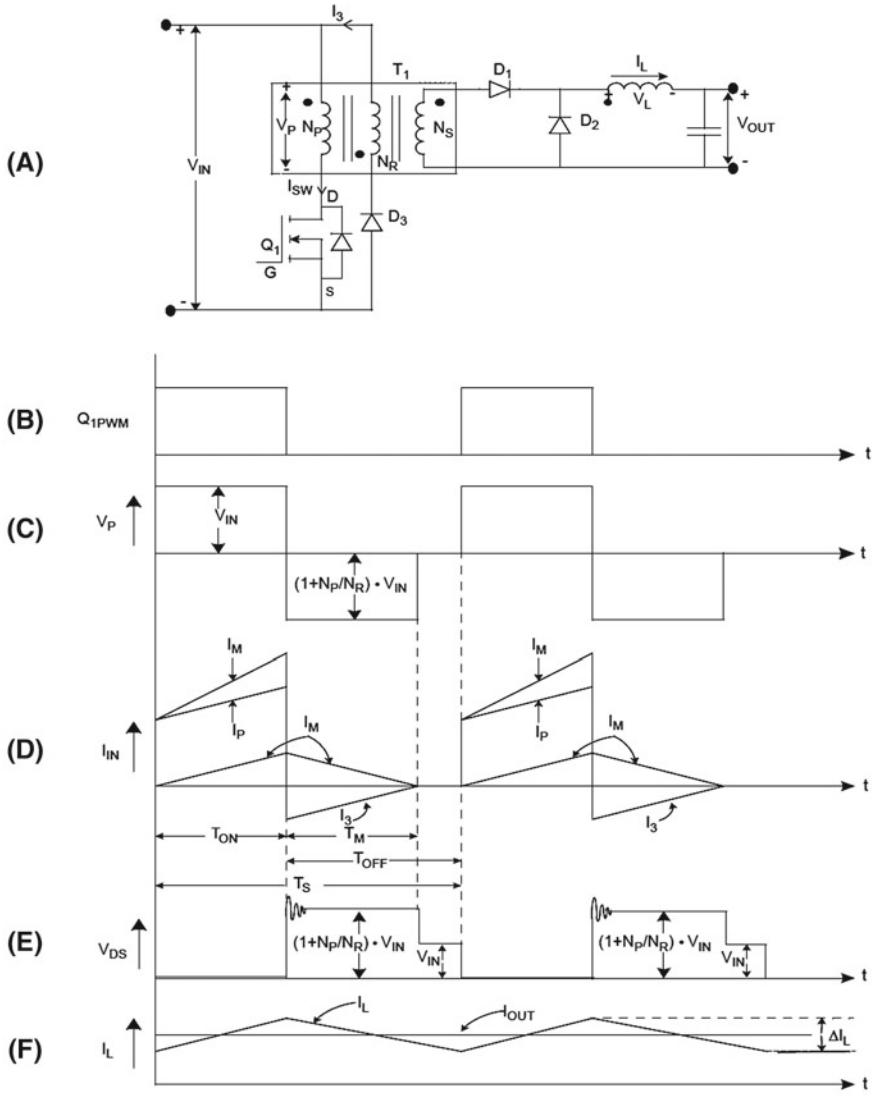 (A)
I3
+
+
T1
D1
IL
+
-
+
VL
VP
NP
NR
NS
D2
VOUT
VIN
-
-
ISW
D
D3
Q1
G
S
-
(B)
Q1PWM
t
(C)
VP
VIN
t
(1+NP/NR) • VIN
(D)
IIN
IM
IP
IM
I3
IM
IP
IM
I3
t
TON
TM
TOFF
TS
(E)
VDS
(1+NP/NR) • VIN
VIN
(1+NP/NR) • VIN
VIN
t
(F)
IL
IL
IOUT
ΔIL
t